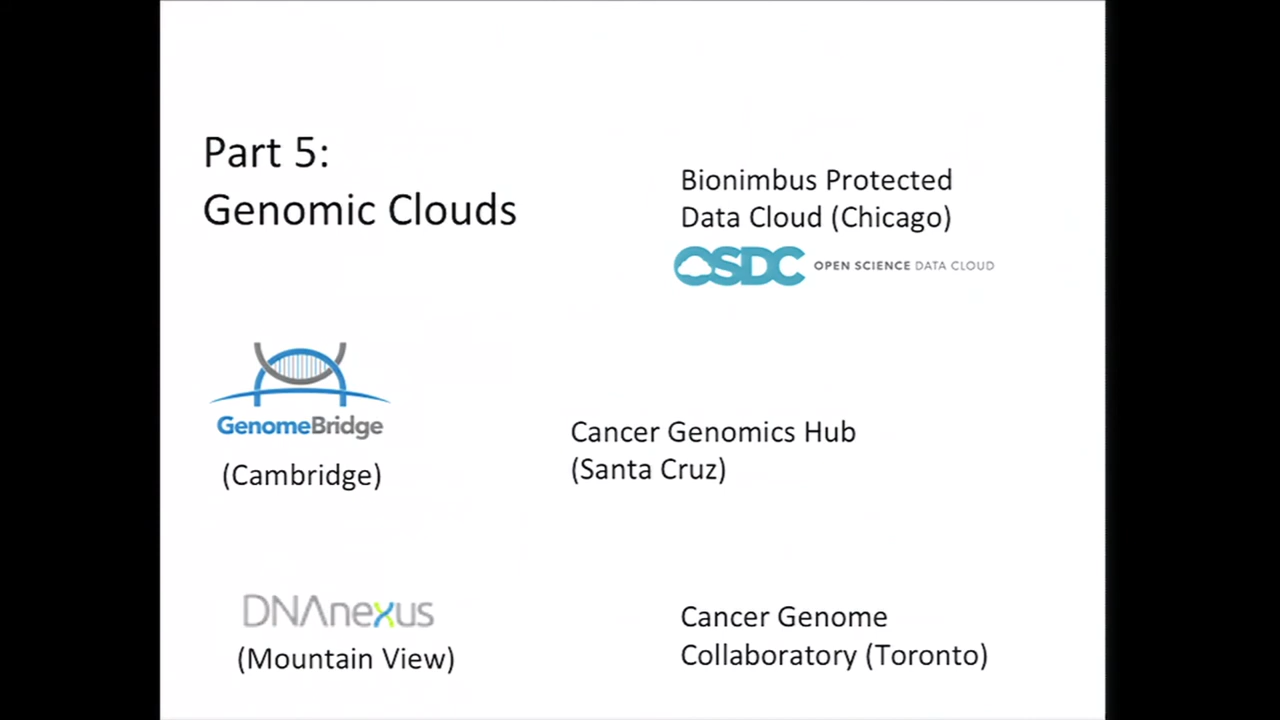 Part 5:
Genomic Clouds
Bionimbus Protected
Data Cloud (Chicago)
OSDC OPEN SCIENCE DATA CLOUD
GenomeBridge
(Cambridge)
Cancer Genomics Hub
(Santa Cruz)
DNAnexus
(Mountain View)
Cancer Genome
Collaboratory (Toronto)